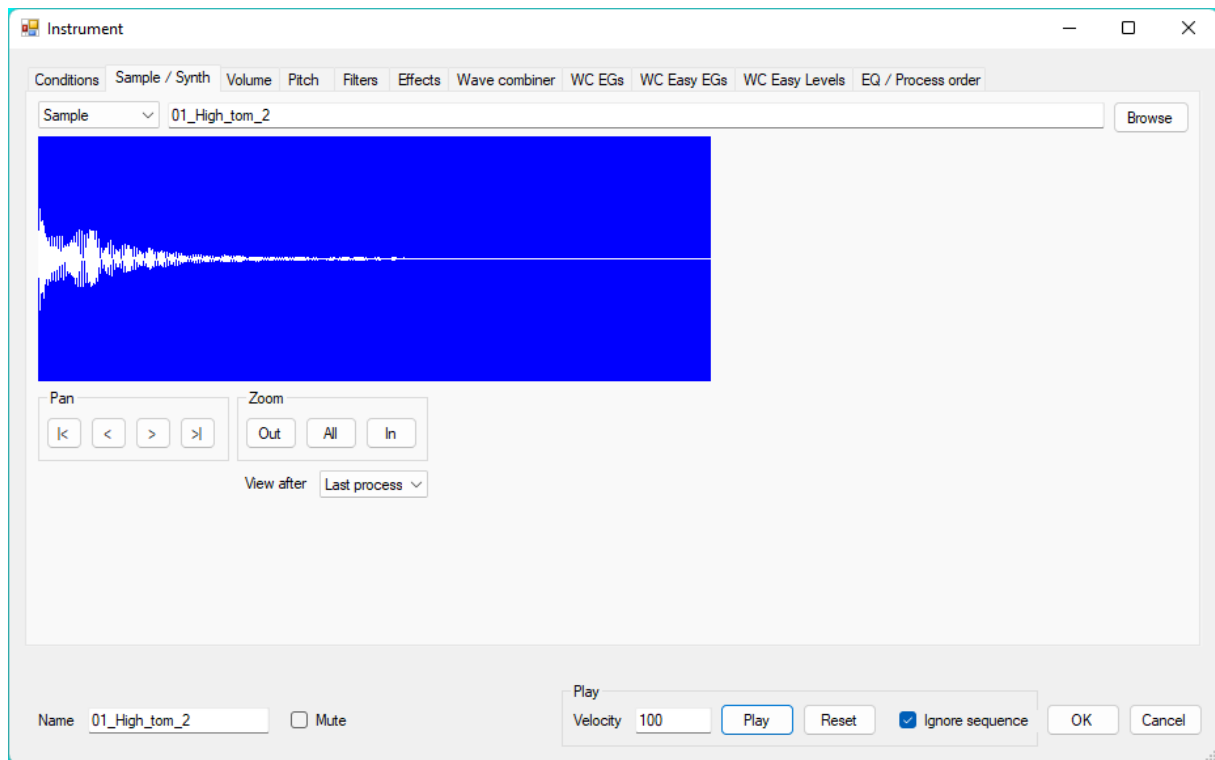 Instrument
Conditions Sample / Synth Volume Pitch Filters Effects Wave combiner WC EGs WC Easy EGs WC Easy Levels EQ / Process order
Sample 01_High_tom_2 Browse
Pan Zoom
|< < > >| Out All In
View after Last process
Play
Name 01_High_tom_2 Mute Velocity 100 Play Reset Ignore sequence OK Cancel